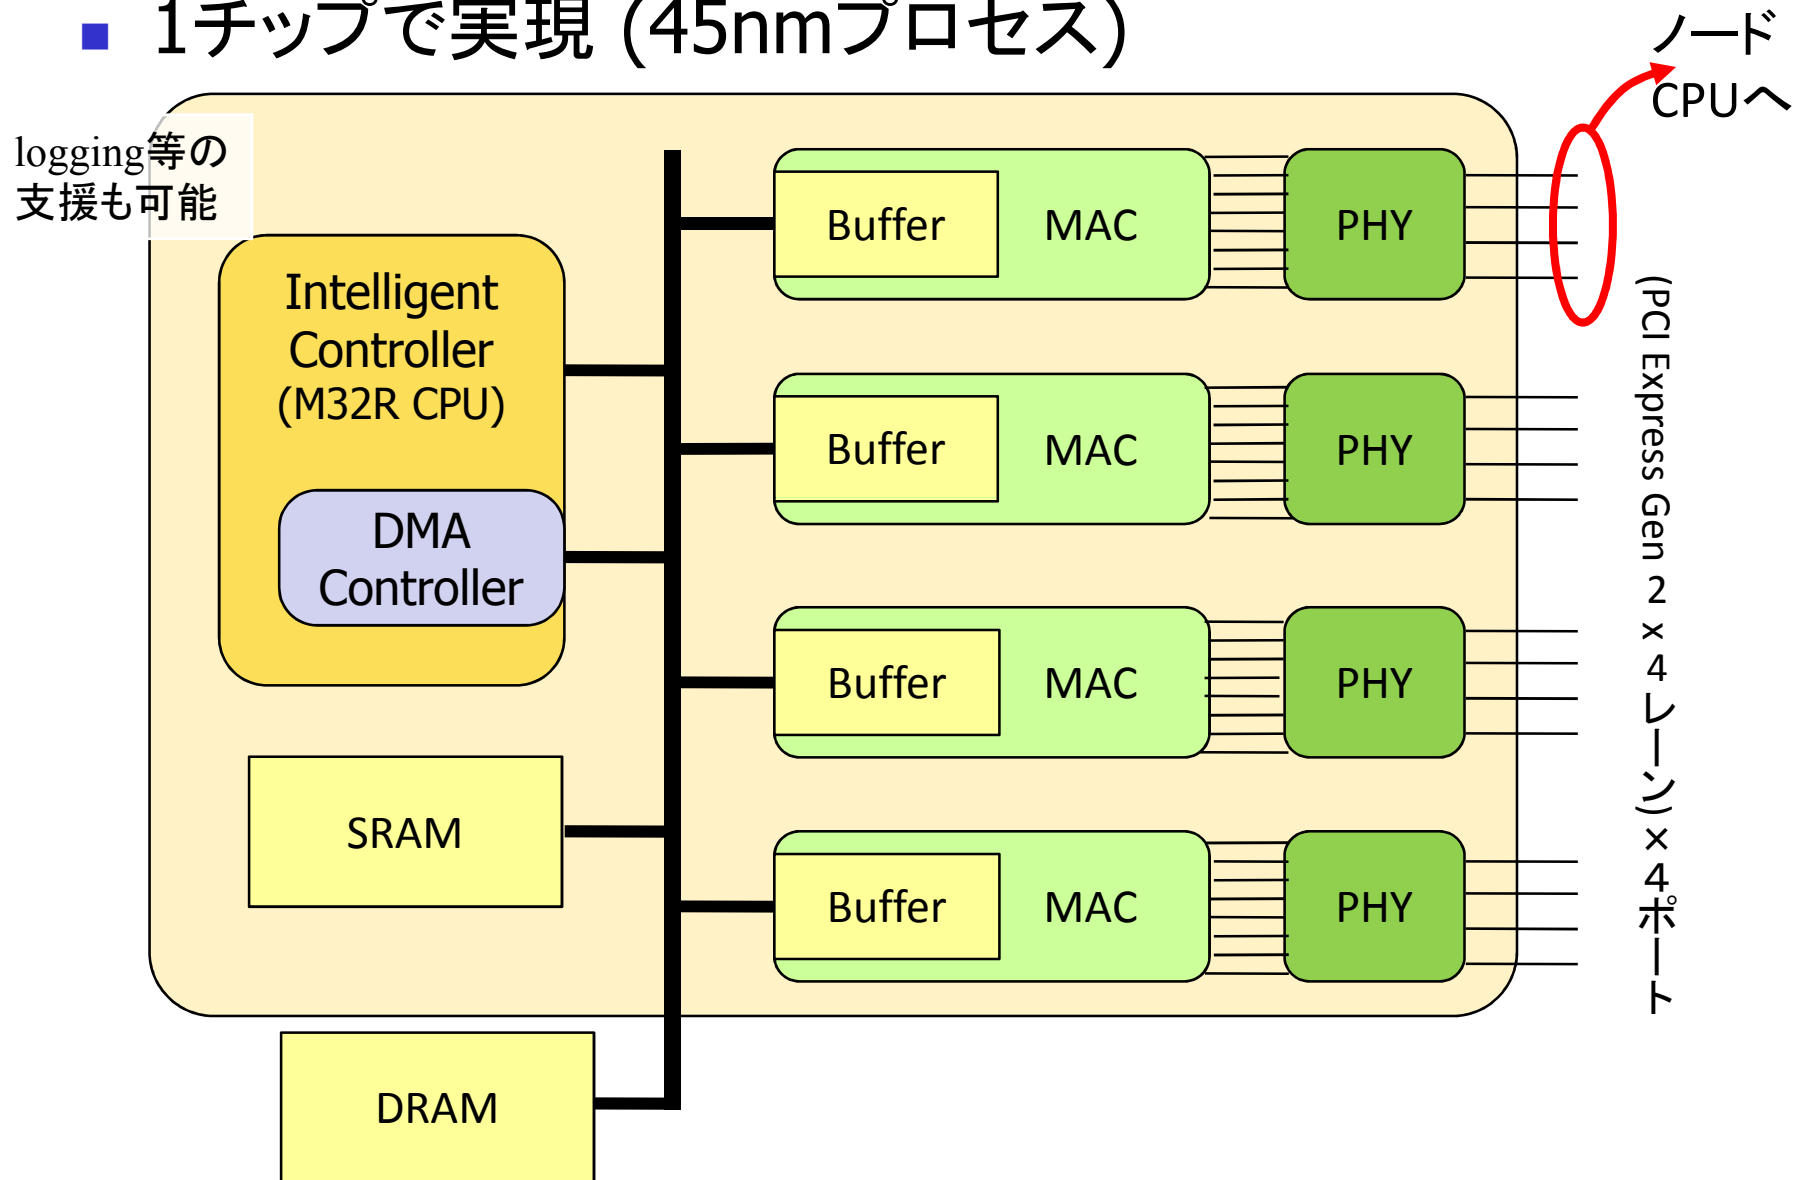 ■ 1チップで実現 (45nmプロセス)
ノード
CPUへ
logging等の
支援も可能
Intelligent
Controller
(M32R CPU)
DMA
Controller
SRAM
DRAM
Buffer MAC PHY
Buffer MAC PHY
Buffer MAC PHY
Buffer MAC PHY
(PCI Express Gen 2 x 4レーン)×4ポート